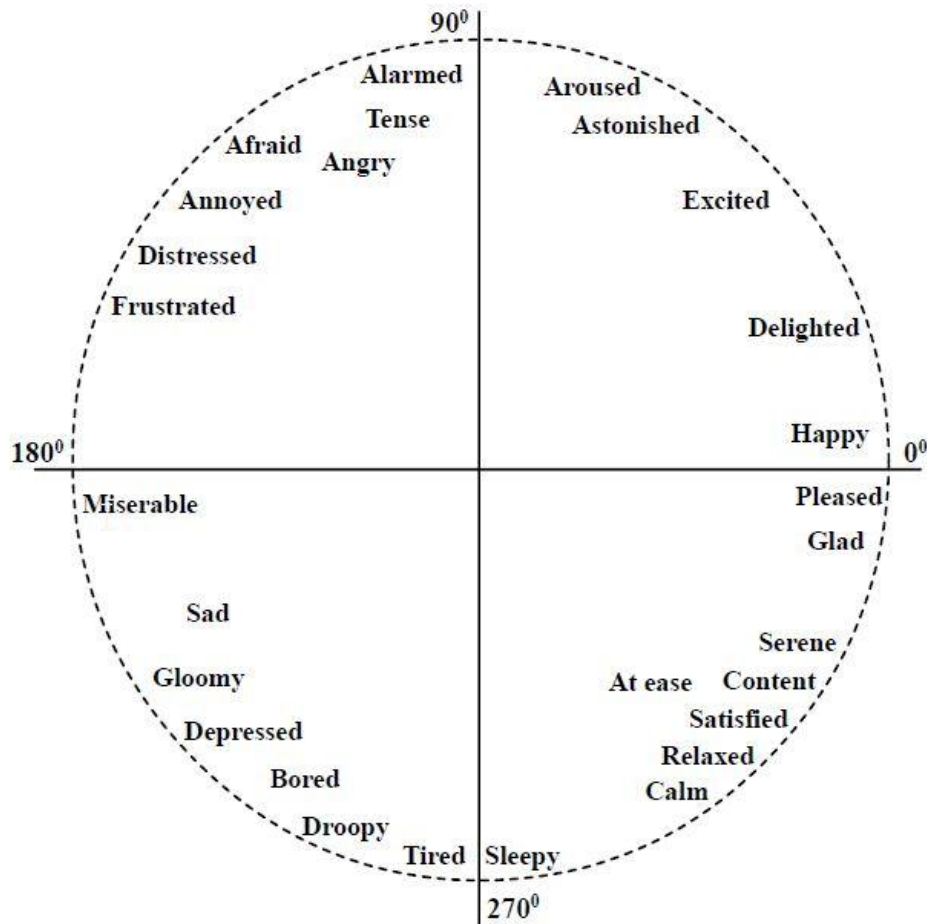 90⁰
Alarmed
Aroused
Tense
Astonished
Afraid
Angry
Annoyed
Excited
Distressed
Frustrated
Delighted
Happy
180⁰
0⁰
Miserable
Pleased
Glad
Sad
Serene
Gloomy
At ease
Content
Satisfied
Depressed
Relaxed
Bored
Calm
Droopy
Tired
Sleepy
270⁰